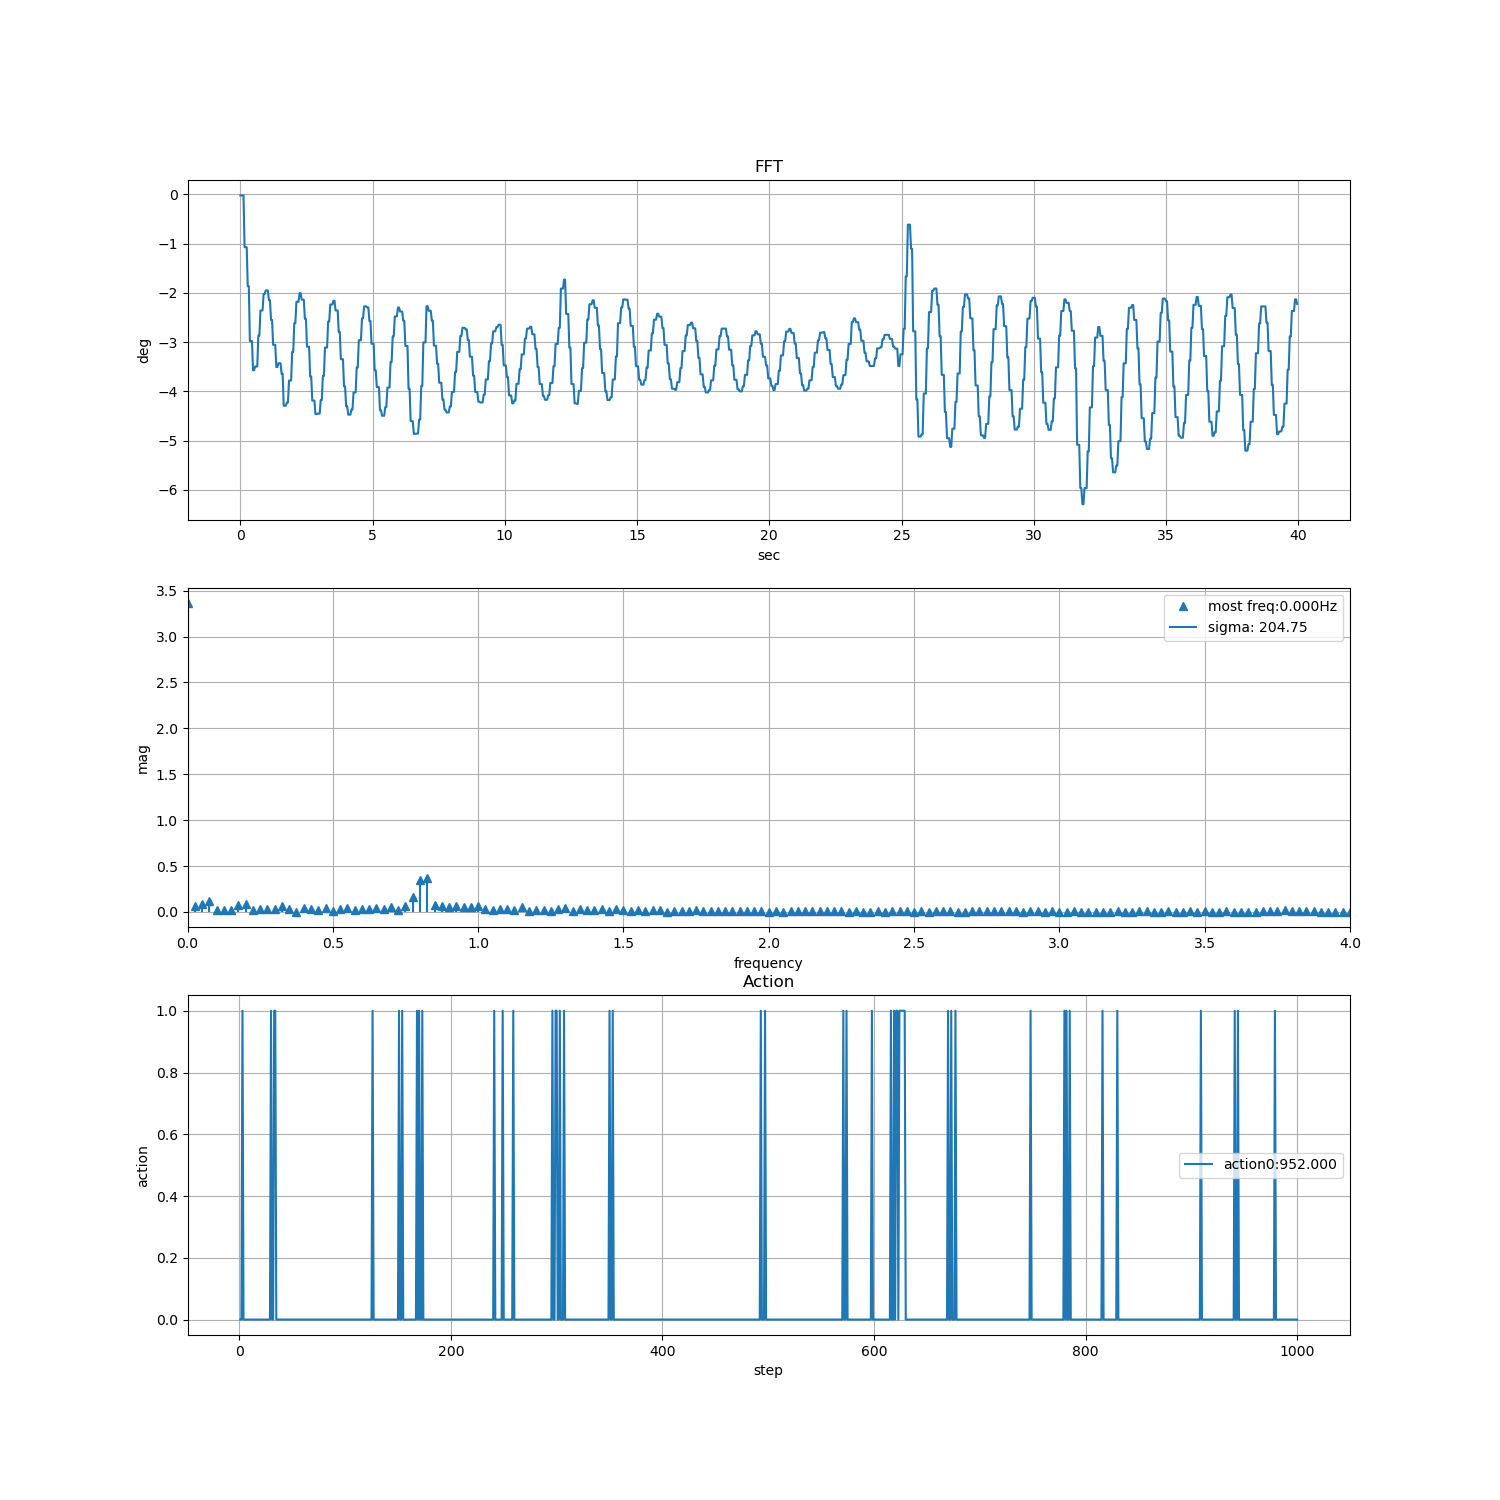 FFT
0
−1
−2
−3
−4
−5
−6
deg
0 5 10 15 20 25 30 35 40
sec
3.5
3.0
2.5
2.0
1.5
1.0
0.5
0.0
mag
most freq:0.000Hz
sigma: 204.75
0.0 0.5 1.0 1.5 2.0 2.5 3.0 3.5 4.0
frequency
Action
1.0
0.8
0.6
0.4
0.2
0.0
action
action0:952.000
0 200 400 600 800 1000
step